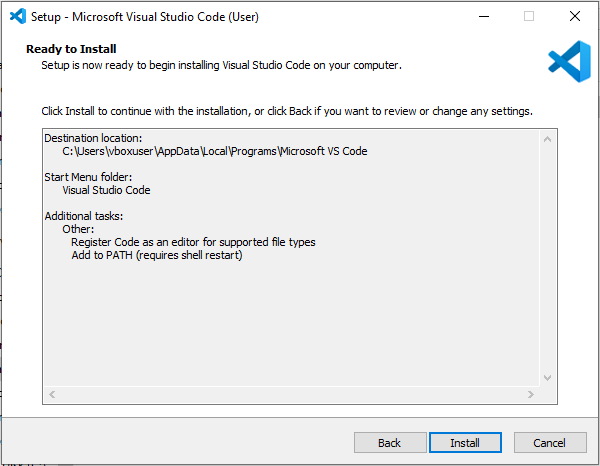 Setup - Microsoft Visual Studio Code (User)
Ready to Install
Setup is now ready to begin installing Visual Studio Code on your computer.
Click Install to continue with the installation, or click Back if you want to review or change any settings.
Destination location:
C:\Users\vboxuser\AppData\Local\Programs\Microsoft VS Code
Start Menu folder:
Visual Studio Code
Additional tasks:
Other:
Register Code as an editor for supported file types
Add to PATH (requires shell restart)
Back
Install
Cancel